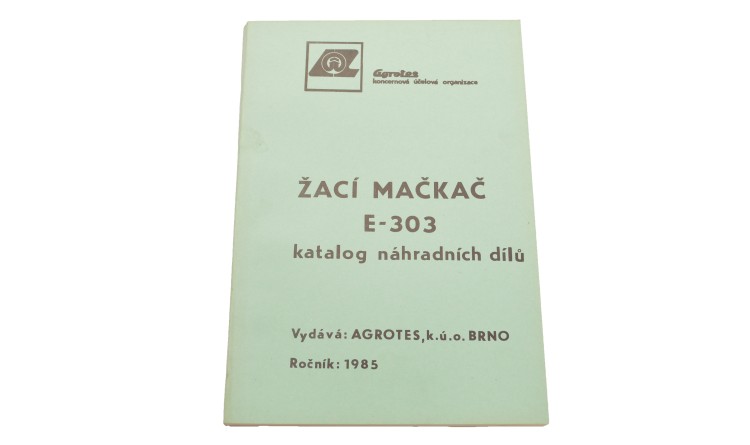 Agrotes
koncernová účelová organizace
ŽACÍ MAČKAČ
E-303
katalog náhradních dílů
Vydává: AGROTES,k.ú.o. BRNO
Ročník: 1985